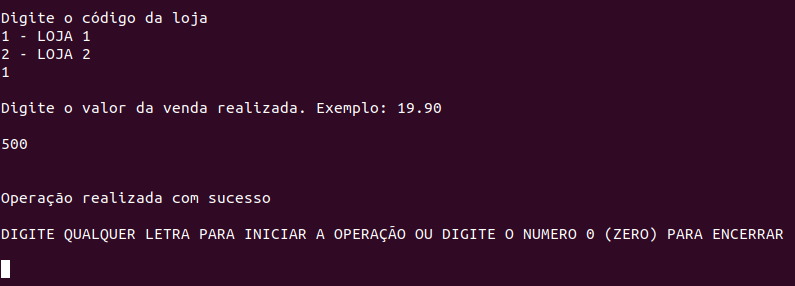 Digite o código da loja
1 - LOJA 1
2 - LOJA 2
1
Digite o valor da venda realizada. Exemplo: 19.90
500
Operação realizada com sucesso
DIGITE QUALQUER LETRA PARA INICIAR A OPERAÇÃO OU DIGITE O NUMERO 0 (ZERO) PARA ENCERRAR